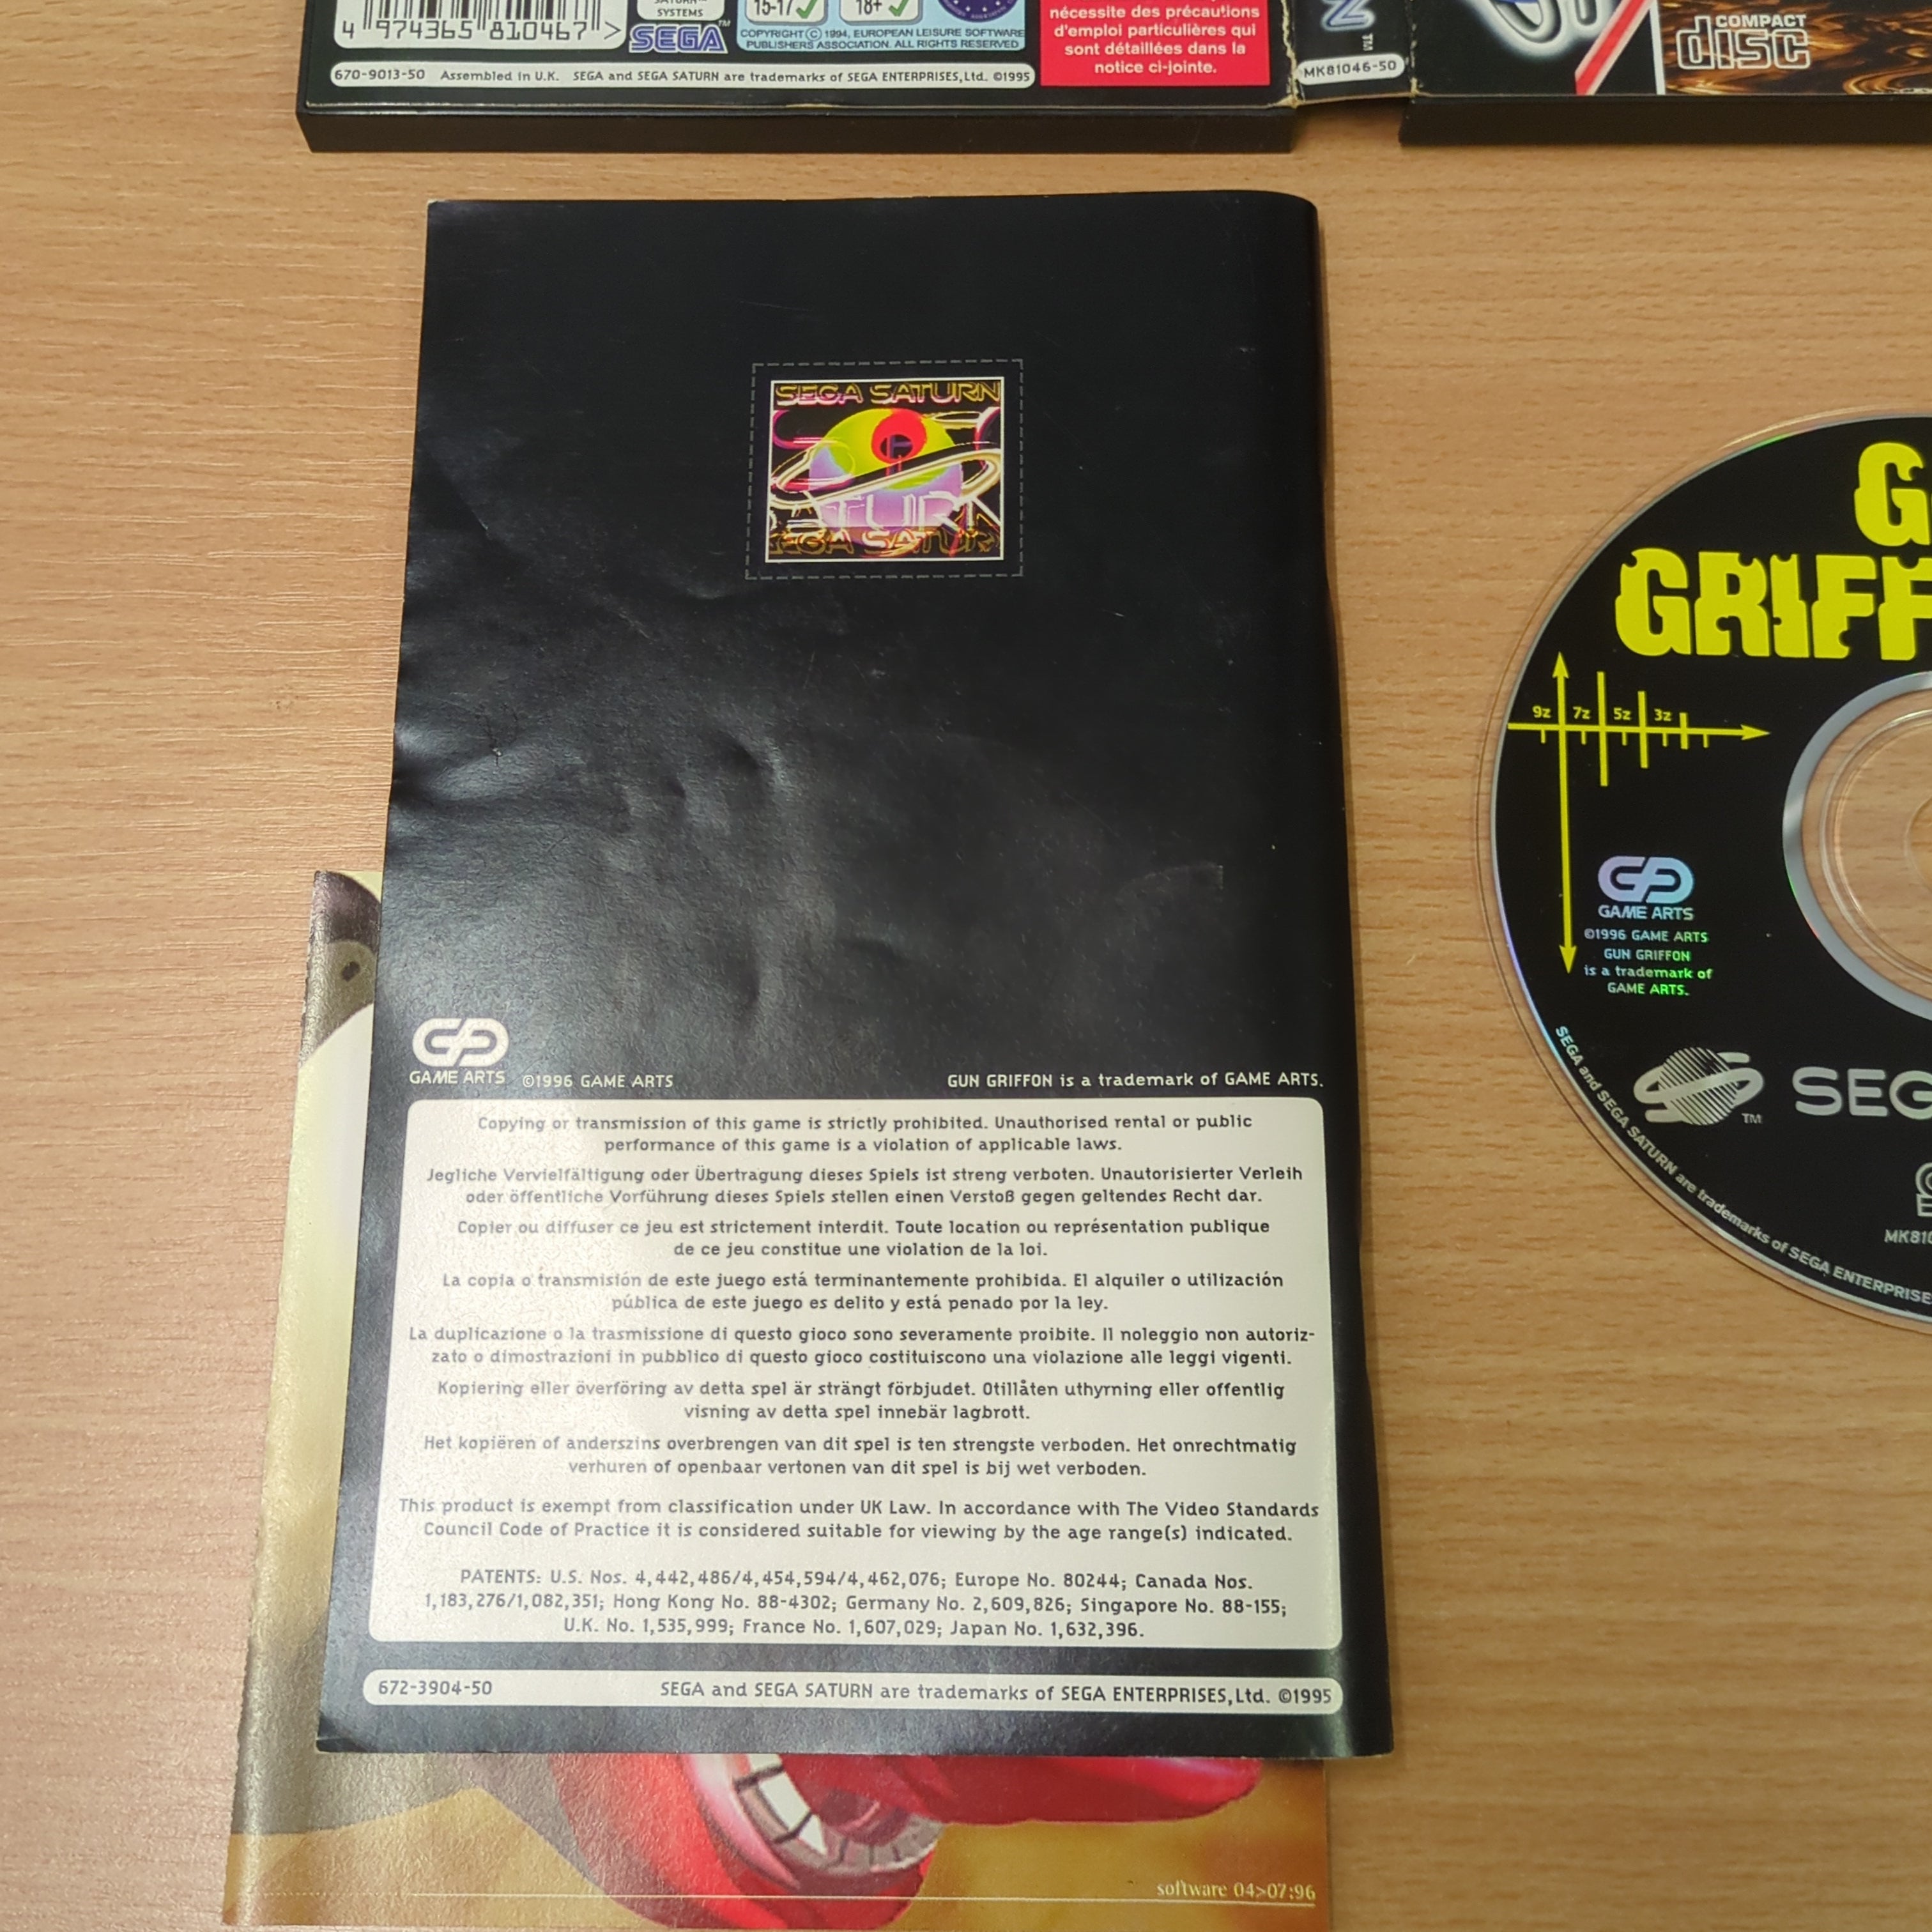 SYSTEMS
15-17
18+
4 974365 810467 >
SEGA™
COPYRIGHT © 1994, EUROPEAN LEISURE SOFTWARE
PUBLISHERS ASSOCIATION. ALL RIGHTS RESERVED
670-9013-50 Assembled in U.K. SEGA and SEGA SATURN are trademarks of SEGA ENTERPRISES,Ltd. ©1995
nécessite des précautions
d'emploi particulières qui
sont détaillées dans la
notice ci-jointe.
TM
MK81046-50
COMPACT
disc
SEGA SATURN
GAME ARTS ©1996 GAME ARTS
GUN GRIFFON is a trademark of GAME ARTS.
Copying or transmission of this game is strictly prohibited. Unauthorised rental or public
performance of this game is a violation of applicable laws.
Jegliche Vervielfältigung oder Übertragung dieses Spiels ist streng verboten. Unautorisierter Verleih
oder öffentliche Vorführung dieses Spiels stellen einen Verstoß gegen geltendes Recht dar.
Copier ou diffuser ce jeu est strictement interdit. Toute location ou représentation publique
de ce jeu constitue une violation de la loi.
La copia o transmisión de este juego está terminantemente prohibida. El alquiler o utilización
pública de este juego es delito y está penado por la ley.
La duplicazione o la trasmissione di questo gioco sono severamente proibite. Il noleggio non autoriz-
zato o dimostrazioni in pubblico di questo gioco costituiscono una violazione alle leggi vigenti.
Kopiering eller överföring av detta spel är strängt förbjudet. Otillåten uthyrning eller offentlig
visning av detta spel innebär lagbrott.
Het kopiëren of anderszins overbrengen van dit spel is ten strengste verboden. Het onrechtmatig
verhuren of openbaar vertonen van dit spel is bij wet verboden.
This product is exempt from classification under UK Law. In accordance with The Video Standards
Council Code of Practice it is considered suitable for viewing by the age range(s) indicated.
PATENTS: U.S. Nos. 4,442,486/4,454,594/4,462,076; Europe No. 80244; Canada Nos.
1,183,276/1,082,351; Hong Kong No. 88-4302; Germany No. 2,609,826; Singapore No. 88-155;
U.K. No. 1,535,999; France No. 1,607,029; Japan No. 1,632,396.
672-3904-50 SEGA and SEGA SATURN are trademarks of SEGA ENTERPRISES,Ltd. ©1995
software 04>07:96
G
GRIFF
9z 7z 5z 3z
GAME ARTS
©1996 GAME ARTS
GUN GRIFFON
is a trademark of
GAME ARTS.
TM
SEG
MK810
SEGA and SEGA SATURN are trademarks of SEGA ENTERPRISE